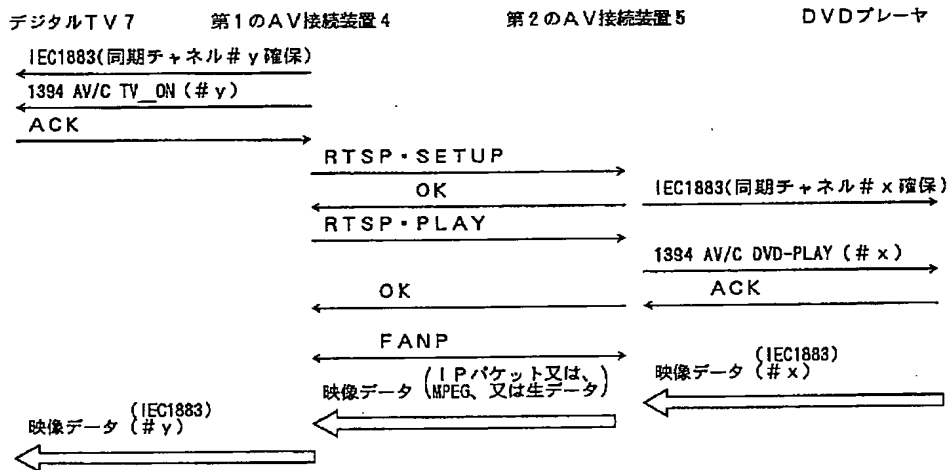 デジタルTV7 第1のAV接続装置4 第2のAV接続装置5 DVDプレーヤ
IEC1883(同期チャネル#y確保)
1394 AV/C TV_ON (#y)
ACK
RTSP・SETUP
OK
IEC1883(同期チャネル#x確保)
RTSP・PLAY
1394 AV/C DVD-PLAY (#x)
OK
ACK
FANP
映像データ (IEC1883) (#x)
映像データ (IPパケット又は、MPEG、又は生データ)
映像データ (IEC1883) (#y)